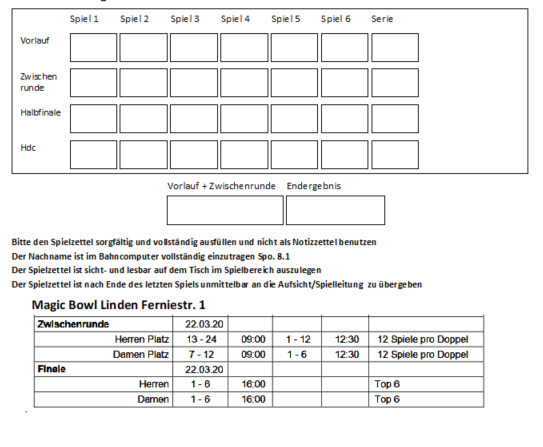 Spiel 1 Spiel 2 Spiel 3 Spiel 4 Spiel 5 Spiel 6 Serie
Vorlauf
Zwischen
runde
Halbfinale
Hdc
Vorlauf + Zwischenrunde Endergebnis
Bitte den Spielzettel sorgfältig und vollständig ausfüllen und nicht als Notizzettel benutzen
Der Nachname ist im Bahncomputer vollständig einzutragen Spo. 8.1
Der Spielzettel ist sicht- und lesbar auf dem Tisch im Spielbereich auszulegen
Der Spielzettel ist nach Ende des letzten Spiels unmittelbar an die Aufsicht/Spielleitung zu übergeben
Magic Bowl Linden Ferniestr. 1
Zwischenrunde 22.03.20
Herren Platz 13 - 24 09:00 1 - 12 12:30 12 Spiele pro Doppel
Damen Platz 7 - 12 09:00 1 - 6 12:30 12 Spiele pro Doppel
Finale 22.03.20
Herren 1 - 6 16:00 Top 6
Damen 1 - 6 16:00 Top 6